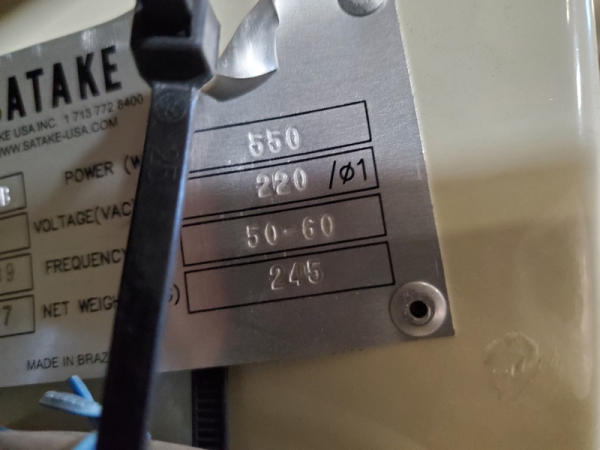 SATAKE
KE USA INC. 1 713 772 8400
WWW.SATAKE-USA.COM
POWER (W 550
VOLTAGE(VAC) 220 /ø1
FREQUENCY 50-60
NET WEIGH 245
MADE IN BRAZ